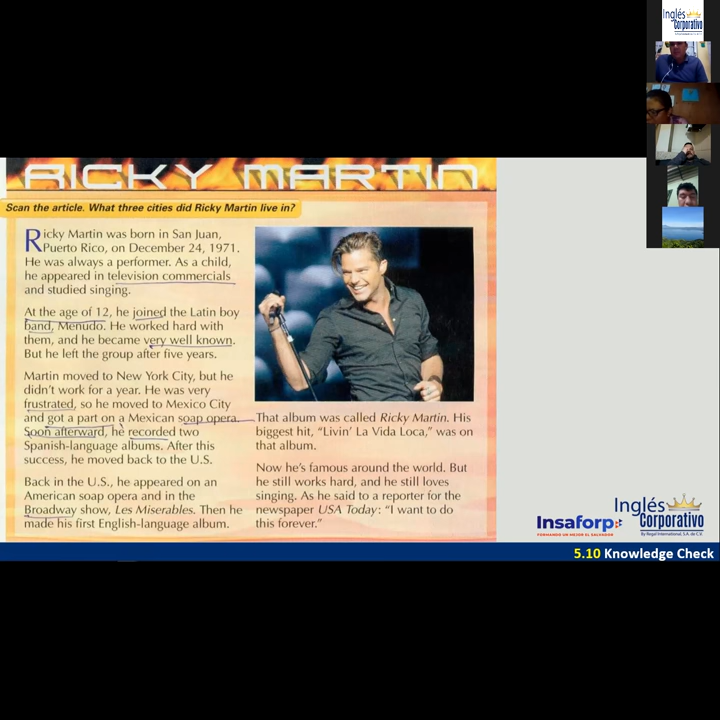 Inglés
Corporativo
RICKY MARTIN
Scan the article. What three cities did Ricky Martin live in?
Ricky Martin was born in San Juan,
Puerto Rico, on December 24, 1971.
He was always a performer. As a child,
he appeared in television commercials
and studied singing.
At the age of 12, he joined the Latin boy
band, Menudo. He worked hard with
them, and he became very well known.
But he left the group after five years.
Martin moved to New York City, but he
didn't work for a year. He was very
frustrated, so he moved to Mexico City
and got a part on a Mexican soap opera.
Soon afterward, he recorded two
Spanish-language albums. After this
success, he moved back to the U.S.
Back in the U.S., he appeared on an
American soap opera and in the
Broadway show, Les Miserables. Then he
made his first English-language album.
That album was called Ricky Martin. His
biggest hit, "Livin' La Vida Loca," was on
that album.
Now he's famous around the world. But
he still works hard, and he still loves
singing. As he said to a reporter for the
newspaper USA Today: "I want to do
this forever."
Insaforp
FORMANDO UN MEJOR EL SALVADOR
Inglés
Corporativo
By Regal International, S.A. de C.V.
5.10 Knowledge Check